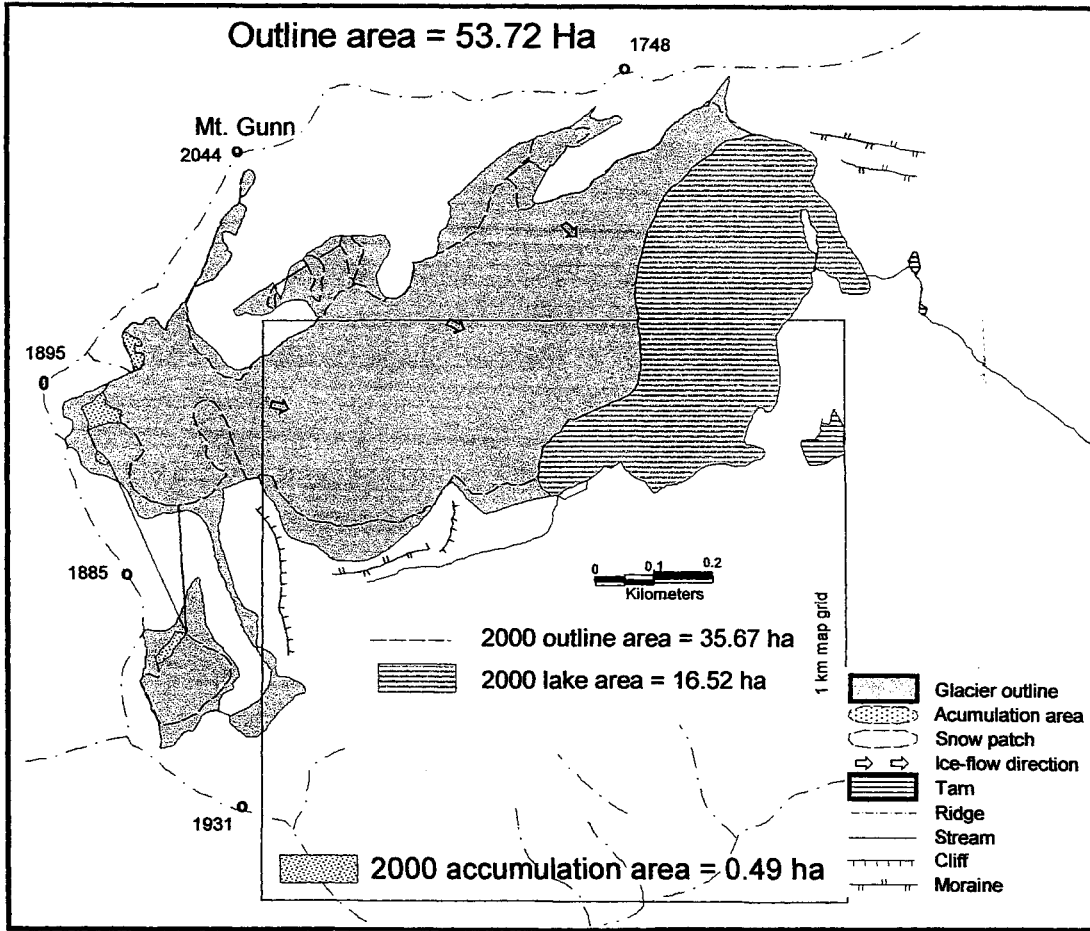 Outline area = 53.72 Ha
1748
Mt. Gunn
2044
1895
1885
0 0.1 0.2
Kilometers
1 km map grid
2000 outline area = 35.67 ha
2000 lake area = 16.52 ha
Glacier outline
Acumulation area
Snow patch
Ice-flow direction
Tarn
Ridge
Stream
Cliff
Moraine
1931
2000 accumulation area = 0.49 ha